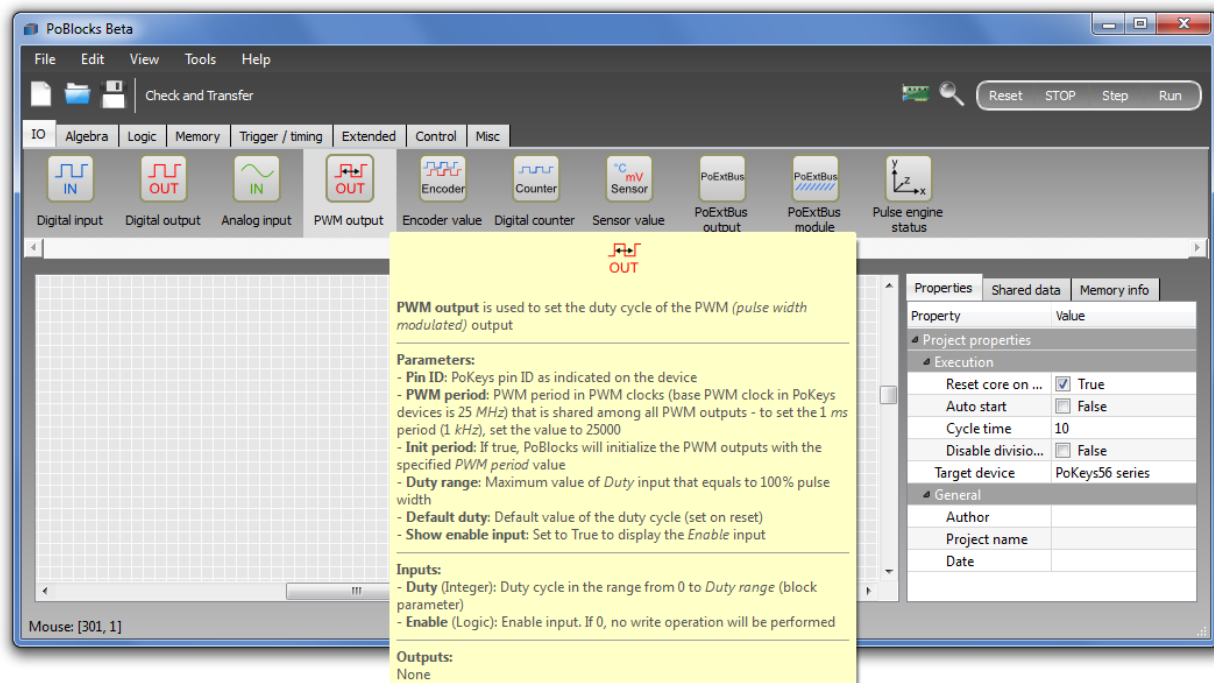 PoBlocks Beta
File Edit View Tools Help
Check and Transfer
Reset STOP Step Run
IO Algebra Logic Memory Trigger / timing Extended Control Misc
IN OUT IN OUT Encoder Counter °C mV Sensor PoExtBus PoExtBus y z x
Digital input Digital output Analog input PWM output Encoder value Digital counter Sensor value PoExtBus output PoExtBus module Pulse engine status
OUT
PWM output is used to set the duty cycle of the PWM (pulse width
modulated) output
Parameters:
- Pin ID: PoKeys pin ID as indicated on the device
- PWM period: PWM period in PWM clocks (base PWM clock in PoKeys
devices is 25 MHz) that is shared among all PWM outputs - to set the 1 ms
period (1 kHz), set the value to 25000
- Init period: If true, PoBlocks will initialize the PWM outputs with the
specified PWM period value
- Duty range: Maximum value of Duty input that equals to 100% pulse
width
- Default duty: Default value of the duty cycle (set on reset)
- Show enable input: Set to True to display the Enable input
Inputs:
- Duty (Integer): Duty cycle in the range from 0 to Duty range (block
parameter)
- Enable (Logic): Enable input. If 0, no write operation will be performed
Outputs:
None
Properties Shared data Memory info
Property Value
Project properties
Execution
Reset core on ... True
Auto start False
Cycle time 10
Disable divisio... False
Target device PoKeys56 series
General
Author
Project name
Date
Mouse: [301, 1]